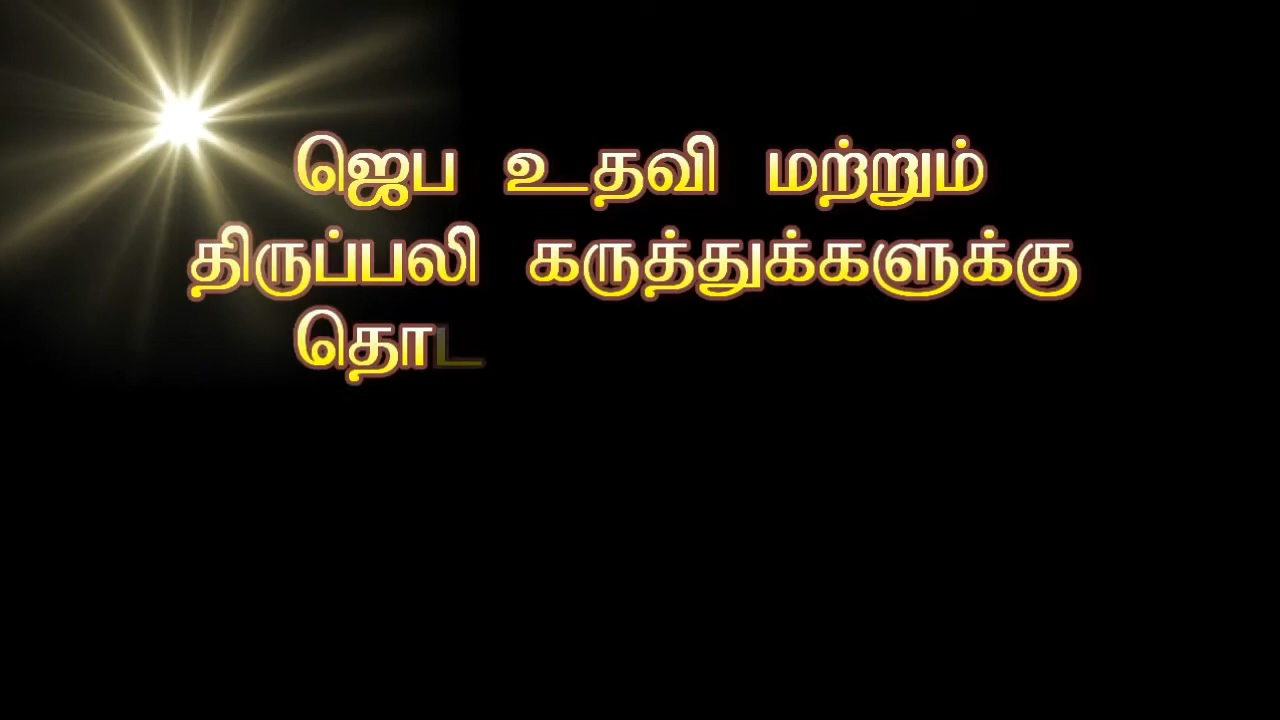 ஜெப உதவி மற்றும்
திருப்பலி கருத்துக்களுக்கு
தொட